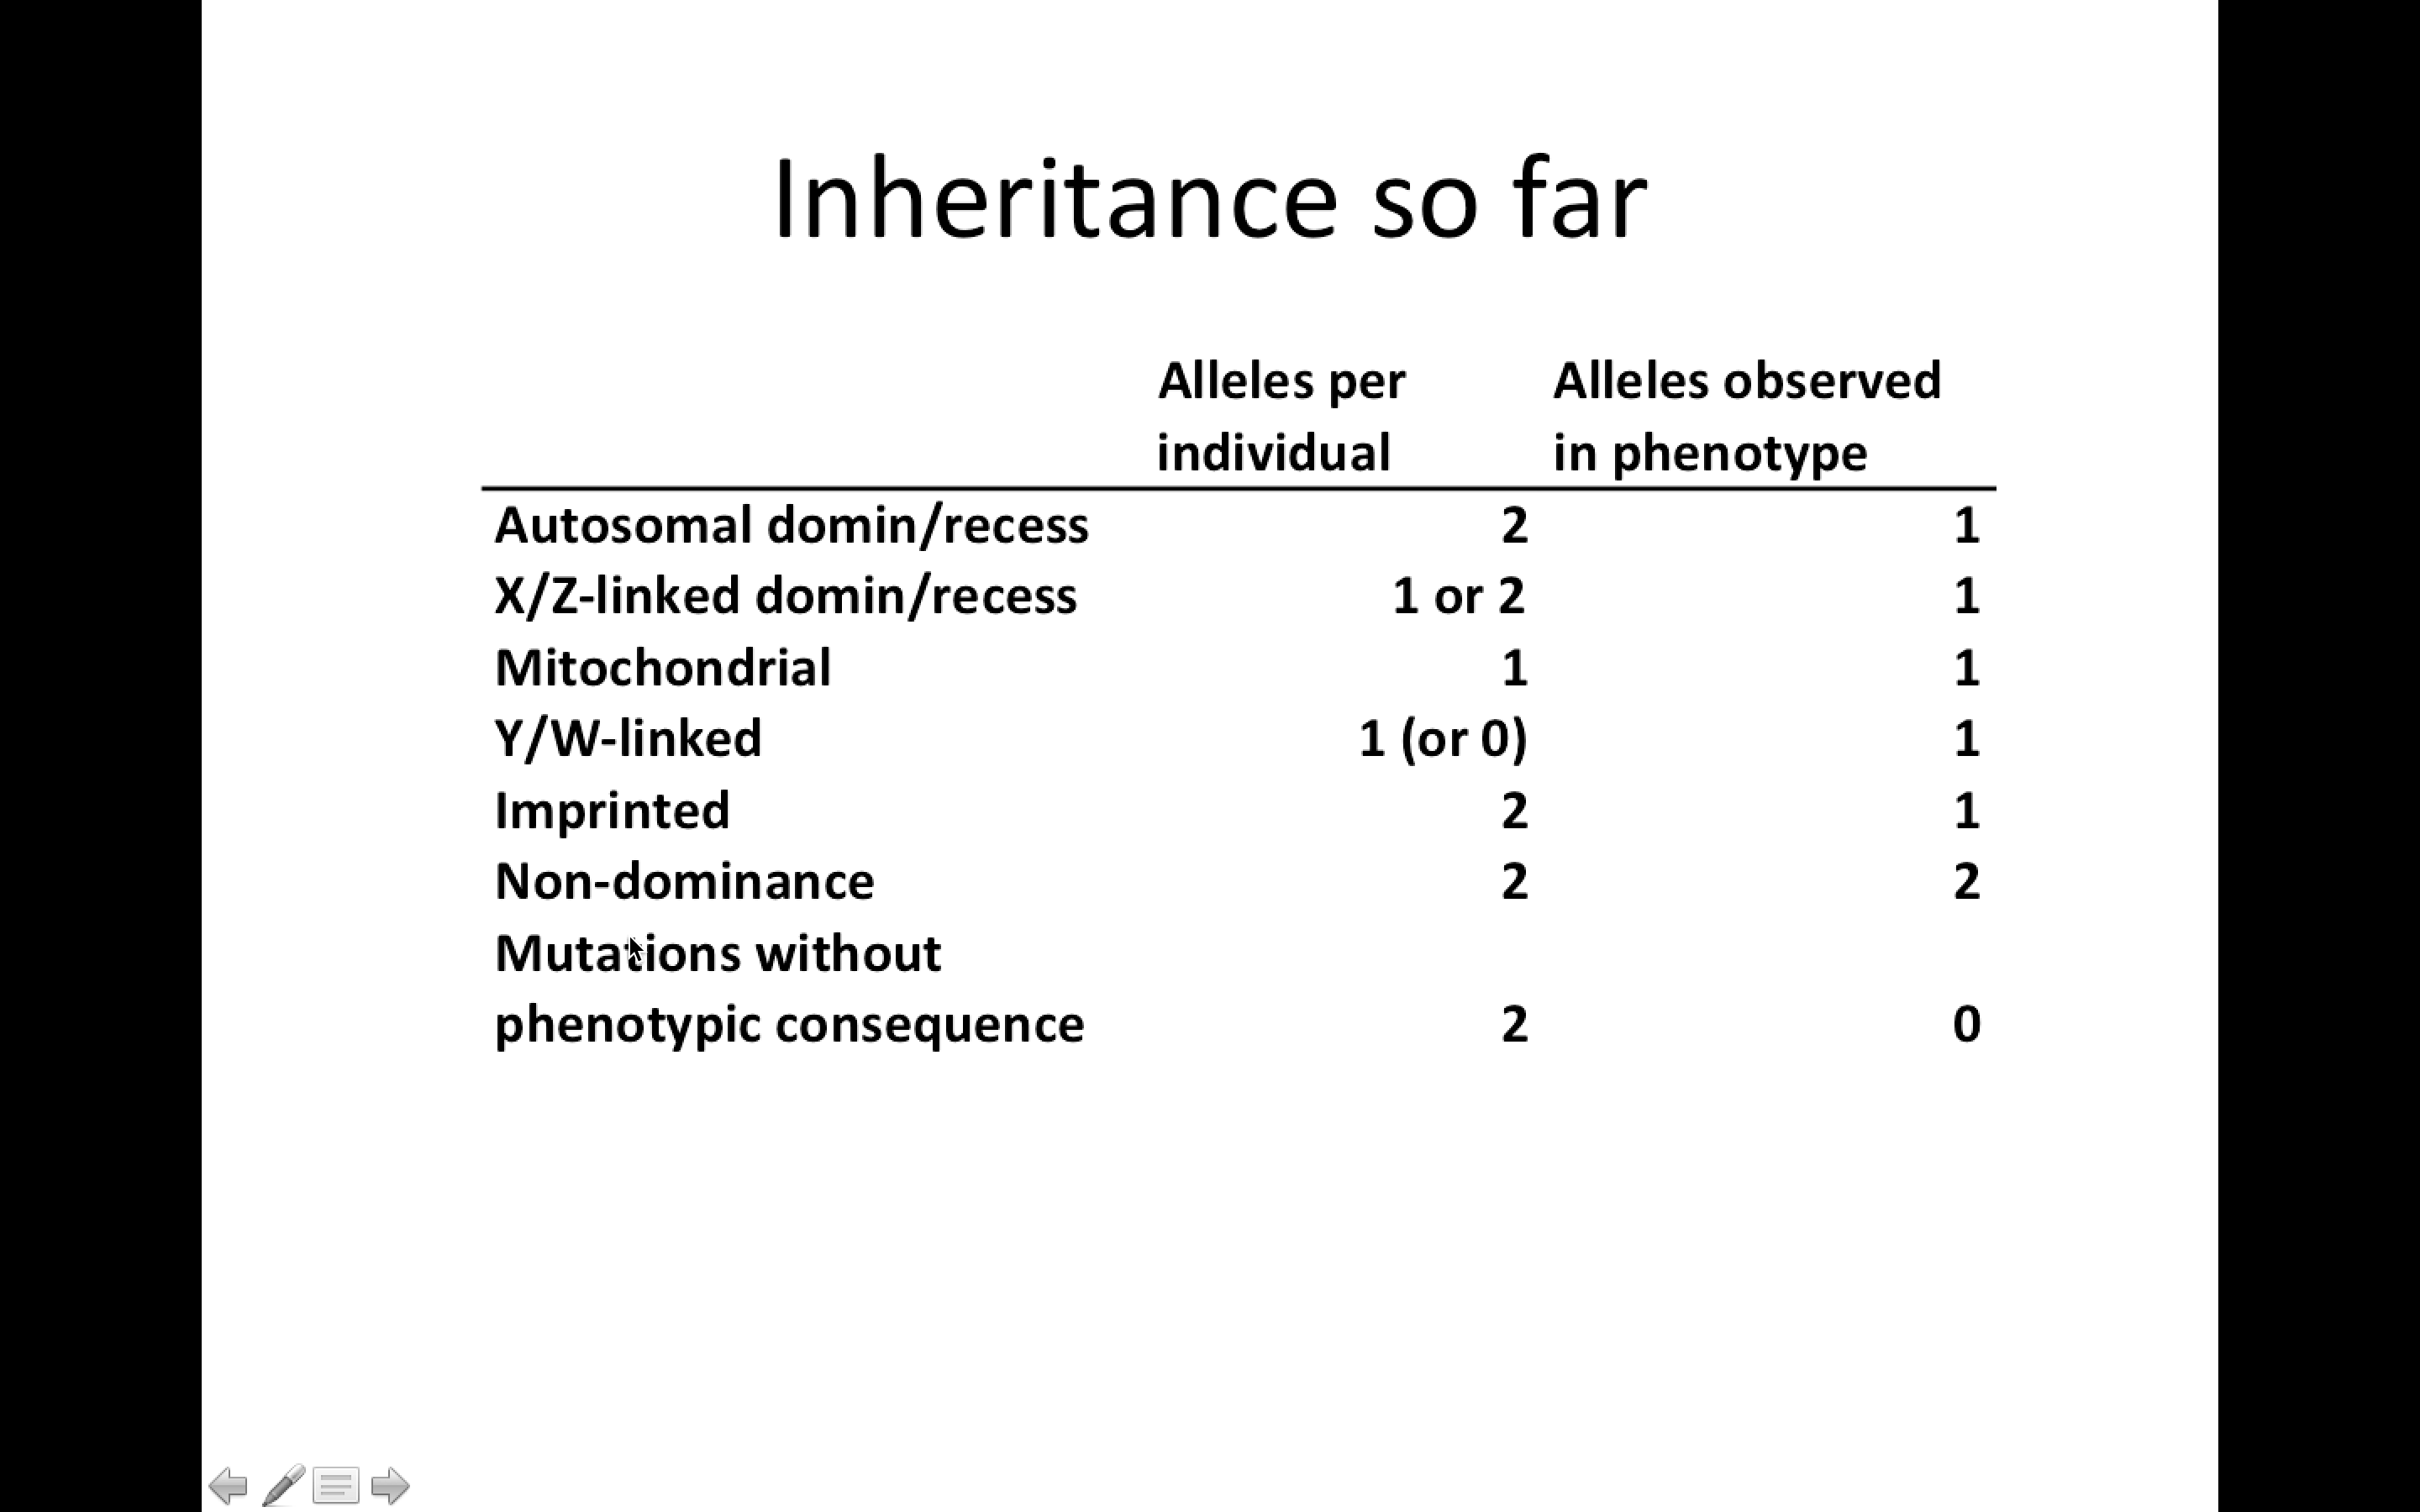 Inheritance so far
Alleles per Alleles observed
individual in phenotype
Autosomal domin/recess 2 1
X/Z-linked domin/recess 1 or 2 1
Mitochondrial 1 1
Y/W-linked 1 (or 0) 1
Imprinted 2 1
Non-dominance 2 2
Mutations without
phenotypic consequence 2 0